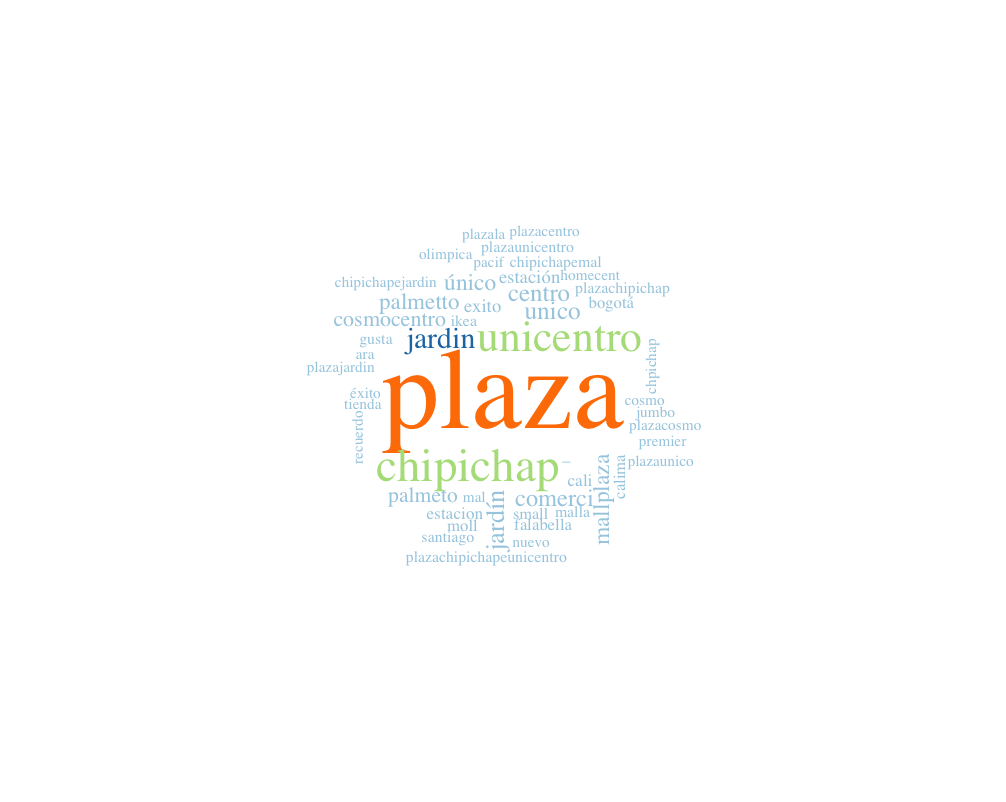 plazala plazacentro
plazaunicentro
olimpica
pacif chipichapemal
estación homecent
chipichapejardin único plazachipichap
centro
palmetto exito bogotá
unico
cosmocentro ikea
jardin unicentro
gusta
ara
plazajardin
chpichap
plaza
éxito
tienda
cosmo
jumbo
plazacosmo
recuerdo
premier
plazaunico
chipichap –
calima
cali
mallplaza
palmeto mal comerci
jardín
estacion small malla
moll falabella
santiago nuevo
plazachipichapeunicentro